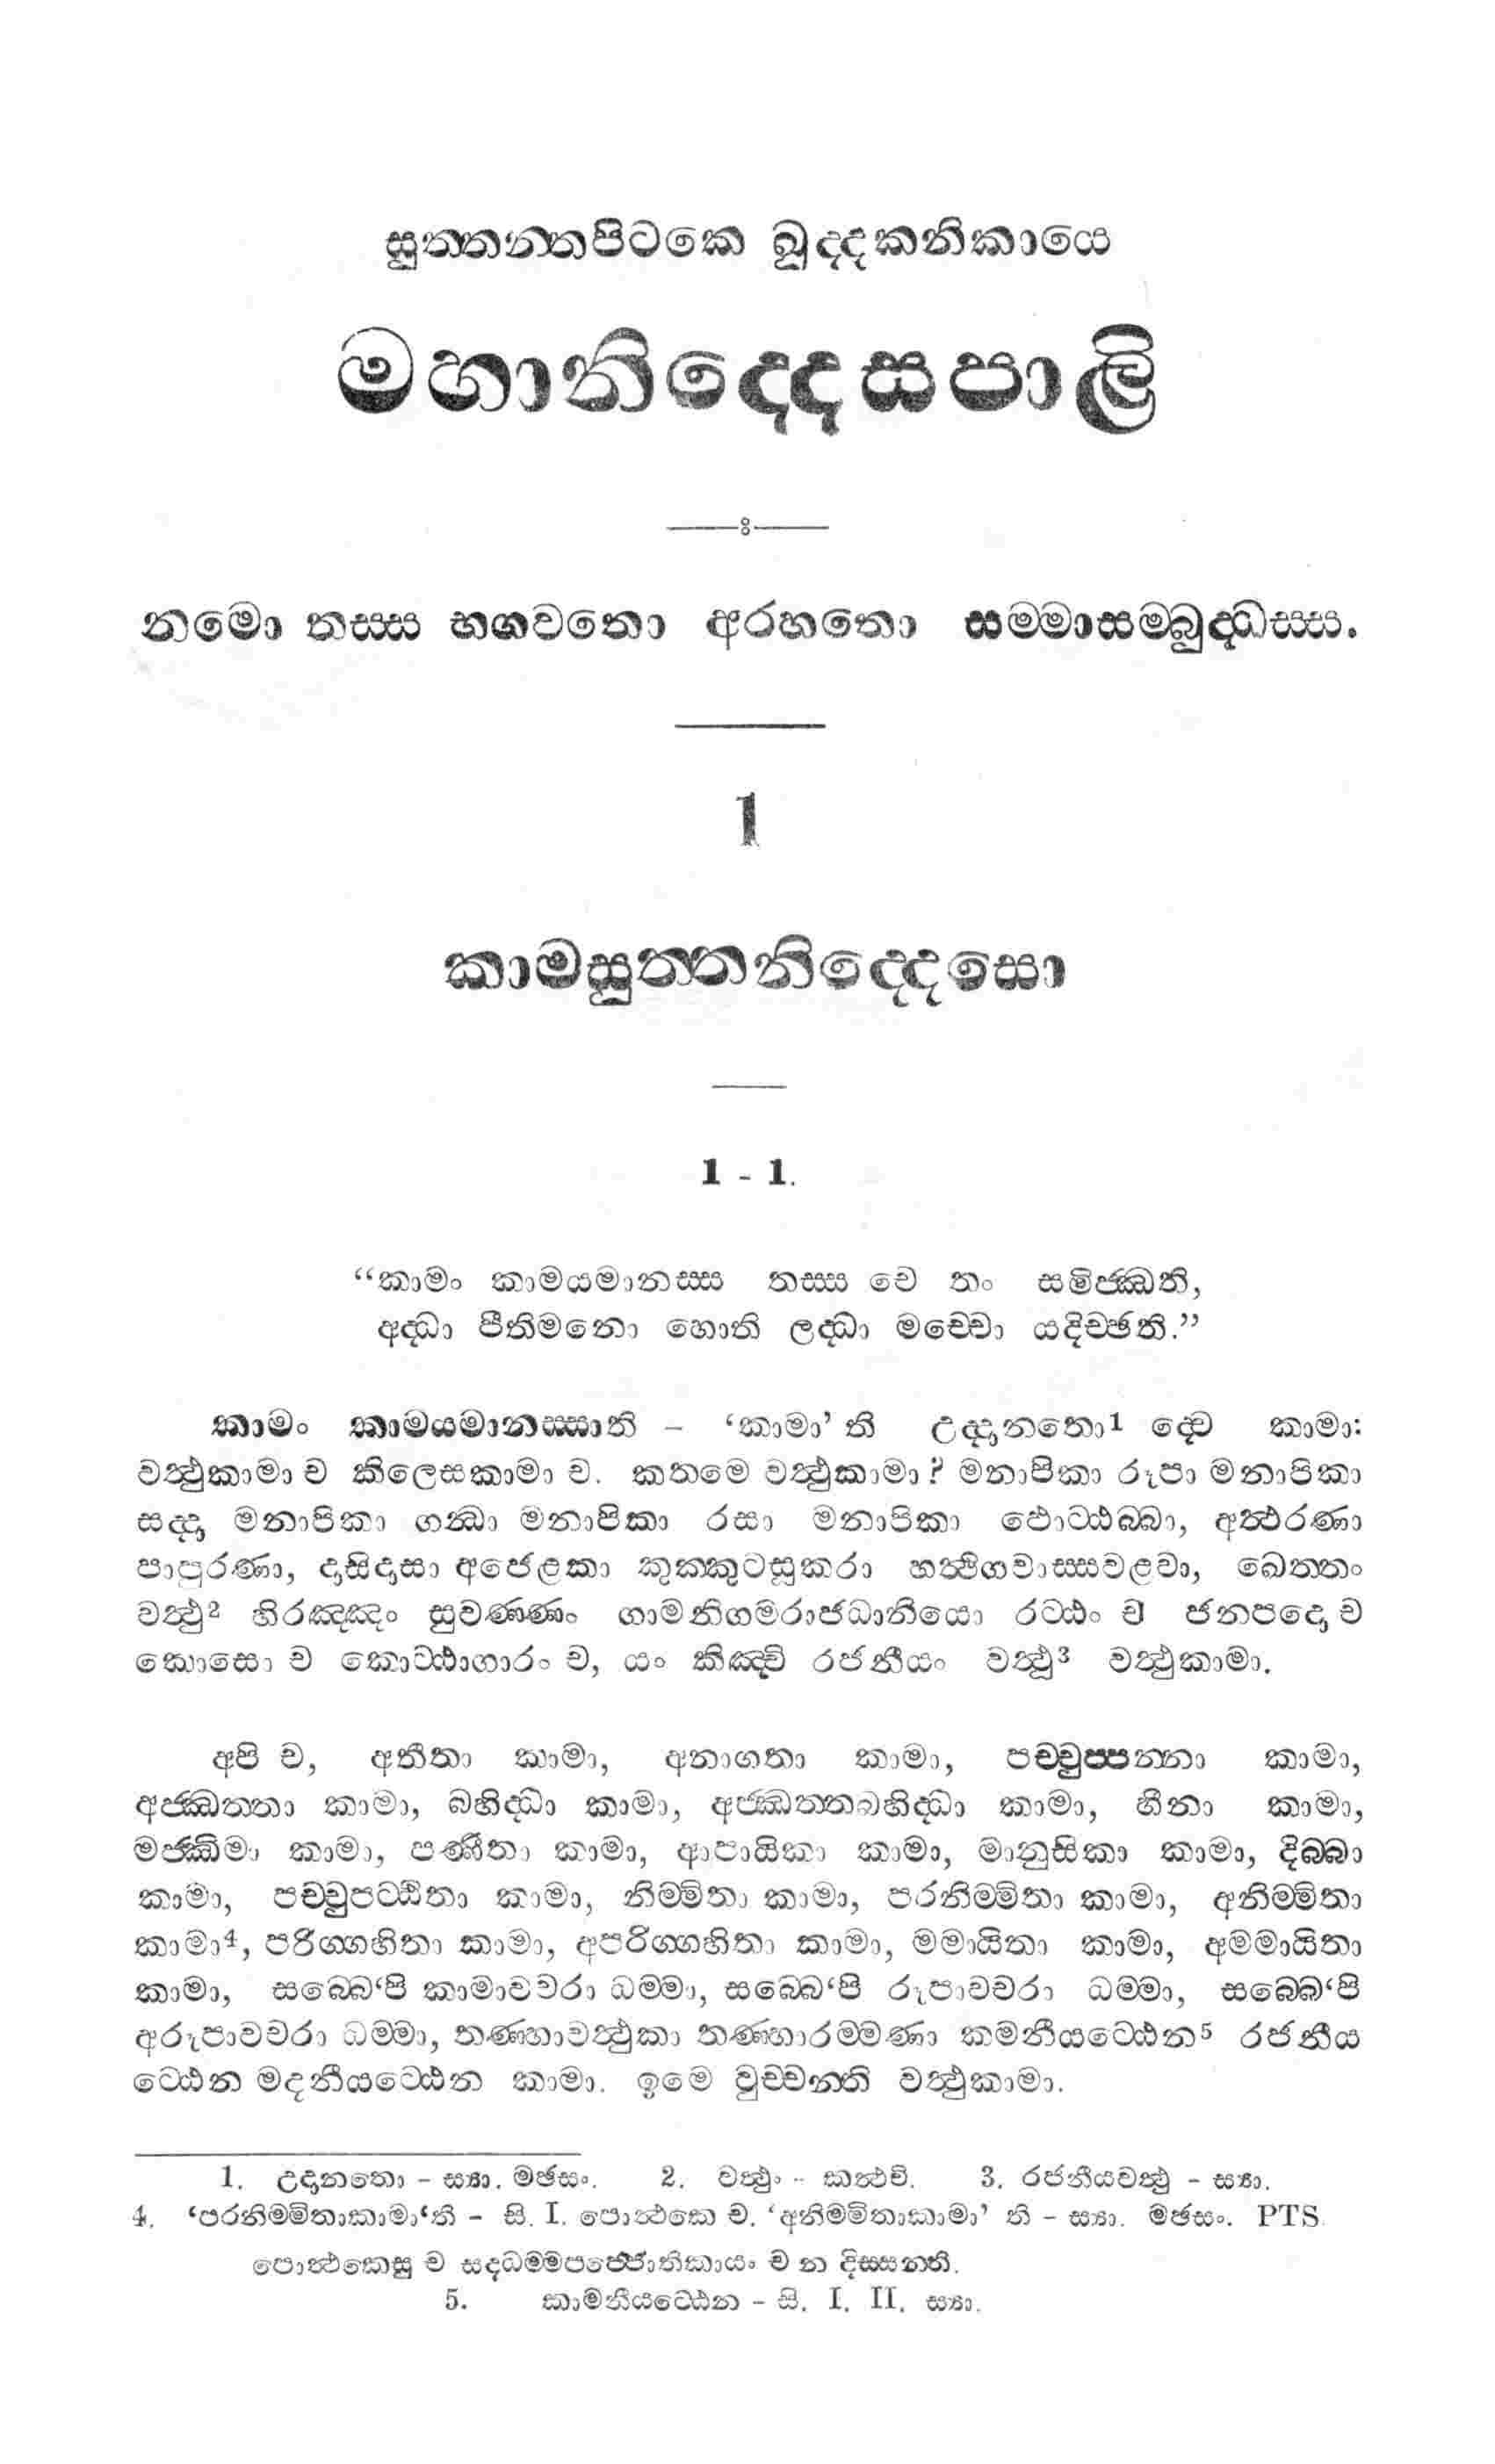 සුත්තන්තපිටකෙ ඛුද්දකනිකායෙ
මහානිද්දෙසපාළි
නමො තස්ස භගවතො අරහතො සම්මාසම්බුද්ධස්ස.
1
කාමසුත්තනිද්දෙසො
1 - 1.
“කාමං කාමයමානස්ස තස්ස චෙ තං සමිජ්ඣති,
අද්ධා පීතිමනො හොති ලද්ධා මච්චො යදිච්ඡති.”
කාමං කාමයමානස්සාති – ‘කාමා’ ති උද්දානතො1 ද්වෙ කාමා:
වත්ථුකාමා ච කිලෙසකාමා ච. කතමෙ වත්ථුකාමා? මනාපිකා රූපා මනාපිකා
සද්දා මනාපිකා ගන්ධා මනාපිකා රසා මනාපිකා ඵොට්ඨබ්බා, අත්ථරණා
පාපුරණා, දාසිදාසා අජෙළකා කුක්කුටසූකරා හත්ථිගවාස්සවළවා, ඛෙත්තං
වත්ථු2 හිරඤ්ඤං සුවණ්ණං ගාමනිගමරාජධානියො රට්ඨං ච ජනපදො ච
කොසො ච කොට්ඨාගාරං ච, යං කිඤ්චි රජනීයං වත්ථූ3 වත්ථුකාමා.
අපි ච, අතීතා කාමා, අනාගතා කාමා, පච්චුප්පන්නා කාමා,
අජ්ඣත්තා කාමා, බහිද්ධා කාමා, අජ්ඣත්තබහිද්ධා කාමා, හීනා කාමා,
මජ්ඣිමා කාමා, පණීතා කාමා, ආපායිකා කාමා, මානුසිකා කාමා, දිබ්බා
කාමා, පච්චුපට්ඨිතා කාමා, නිම්මිතා කාමා, පරනිම්මිතා කාමා, අනිම්මිතා
කාමා4, පරිග්ගහිතා කාමා, අපරිග්ගහිතා කාමා, මමායිතා කාමා, අමමායිතා
කාමා, සබ්බෙ‘පි කාමාවචරා ධම්මා, සබ්බෙ‘පි රූපාවචරා ධම්මා, සබ්බෙ‘පි
අරූපාවචරා ධම්මා, තණ්හාවත්ථුකා තණ්හාරම්මණා කමනීයට්ඨෙන5 රජනීය
ට්ඨෙන මදනීයට්ඨෙන කාමා. ඉමෙ වුච්චන්ති වත්ථුකාමා.
1. උදානතො – ස්‍යා. මඡසං. 2. වත්ථුං - කත්ථචි. 3. රජනීයවත්ථු – ස්‍යා.
4. ‘පරනිම්මිතාකාමා‘ති – සි. I. පොත්ථකෙ ච. ‘අනිම්මිතාකාමා’ ති – ස්‍යා. මඡසං. PTS.
පොත්ථකෙසු ච සද්ධම්මපජ්ජොතිකායං ච න දිස්සන්ති.
5. කාමනීයට්ඨෙන – සි. I. II. ස්‍යා.